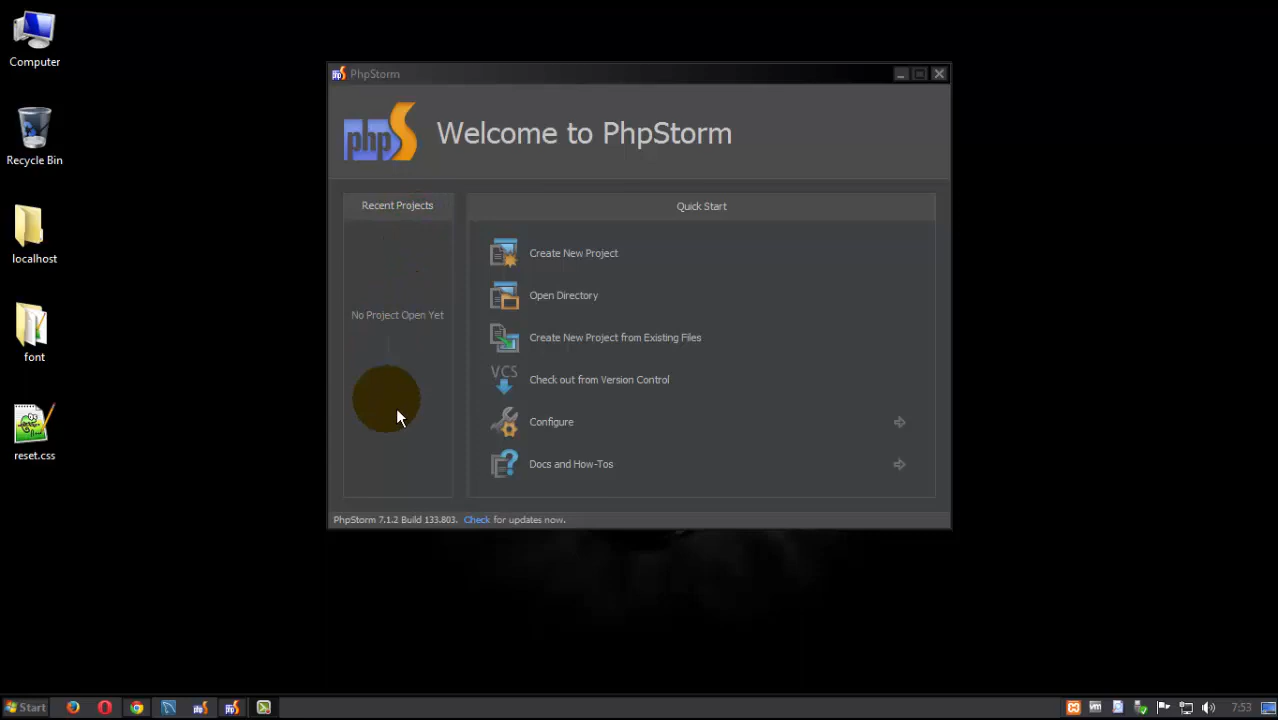 Computer
Recycle Bin
localhost
font
reset.css
PhpStorm
Welcome to PhpStorm
Recent Projects
No Project Open Yet
Quick Start
Create New Project
Open Directory
Create New Project from Existing Files
VCS
Check out from Version Control
Configure
Docs and How-Tos
PhpStorm 7.1.2 Build 133.803. Check for updates now.
Start
7:53